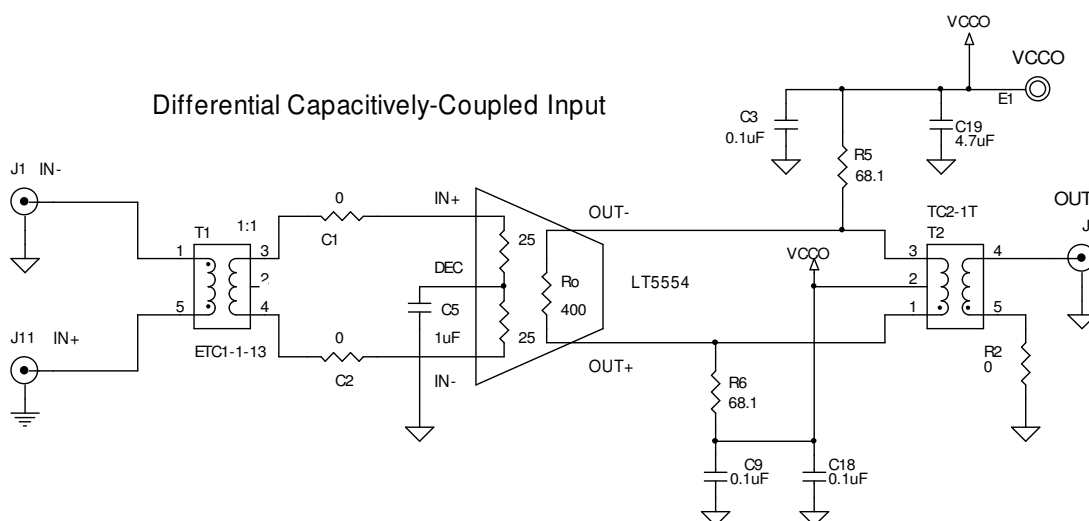 VCCO
VCCO
Differential Capacitively-Coupled Input
E1
C3
0.1uF
C19
4.7uF
R5
68.1
J1 IN-
0
C1
IN+
OUT-
TC2-1T
T2
OUT
J
T1
1:1
1
3
2
5
4
ETC1-1-13
25
DEC
C5
1uF
Ro
400
25
LT5554
VCCO
3
2
1
4
5
J11 IN+
0
C2
IN-
OUT+
R2
0
R6
68.1
C9
0.1uF
C18
0.1uF